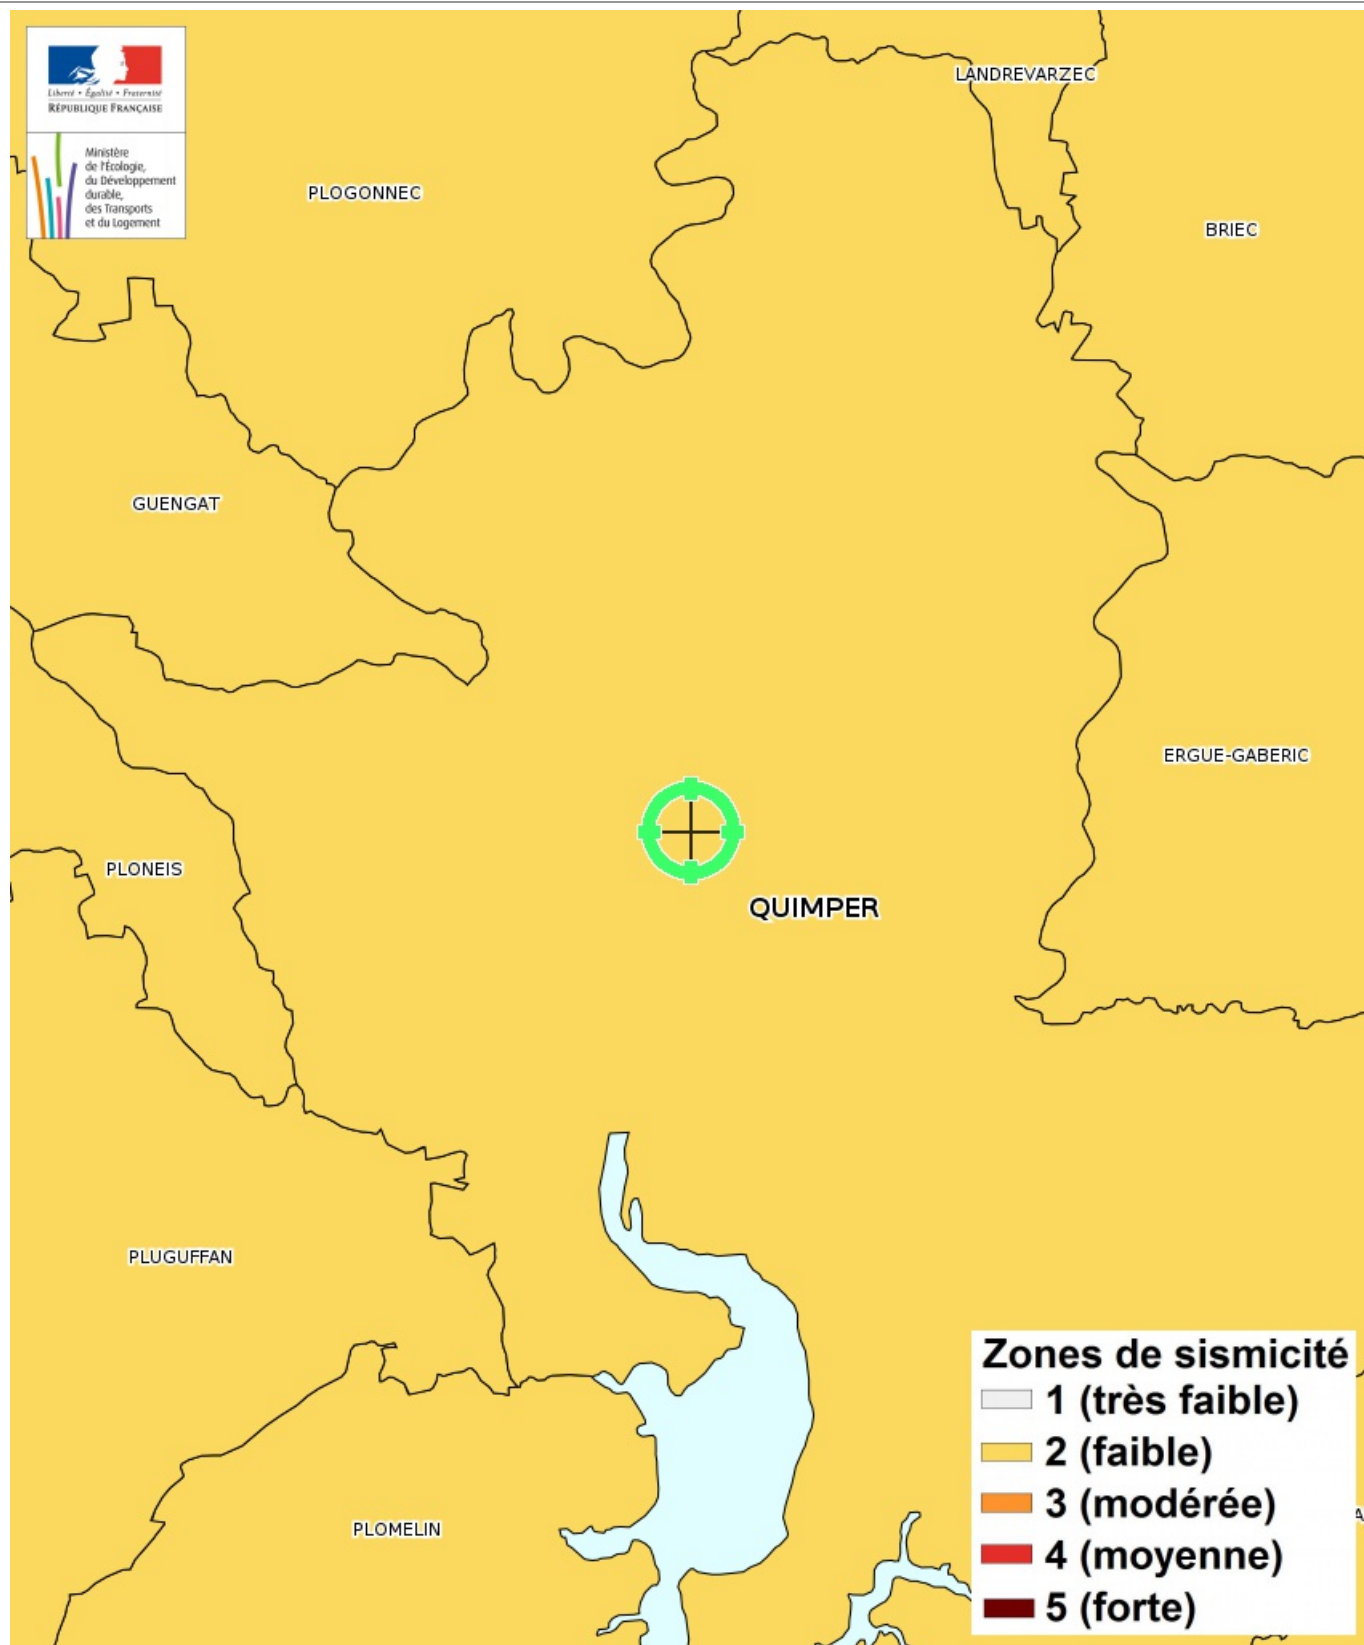 Liberté • Égalité • Fraternité
RÉPUBLIQUE FRANÇAISE
Ministère
de l'Écologie,
du Développement
durable,
des Transports
et du Logement
LANDREVARZEC
PLOGONNEC
BRIEC
GUENGAT
ERGUE-GABERIC
PLONEIS
QUIMPER
PLUGUFFAN
PLOMELIN
Zones de sismicité
1 (très faible)
2 (faible)
3 (modérée)
4 (moyenne)
5 (forte)